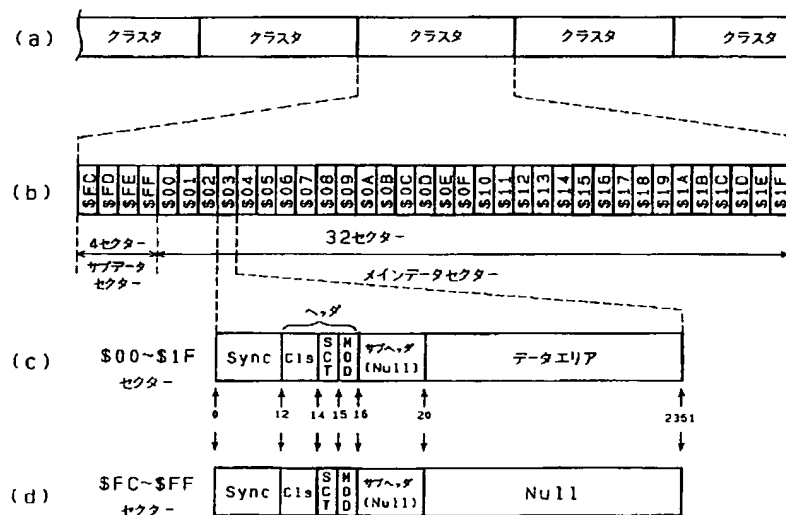 (a) クラスタ クラスタ クラスタ クラスタ クラスタ
(b) $FC $FD $FE $FF $00 $01 $02 $03 $04 $05 $06 $07 $08 $09 $0A $0B $0C $0D $0E $0F $10 $11 $12 $13 $14 $15 $16 $17 $18 $19 $1A $1B $1C $1D $1E $1F
4セクター 32セクター
サブデータ
セクター
メインデータセクター
ヘッダ
(c) $00~$1F
セクター
Sync Cls SCT MOD サブヘッダ
(Null)
データエリア
0 12 14 15 16 20 2351
(d) $FC~$FF
セクター
Sync Cls SCT MOD サブヘッダ
(Null)
Null